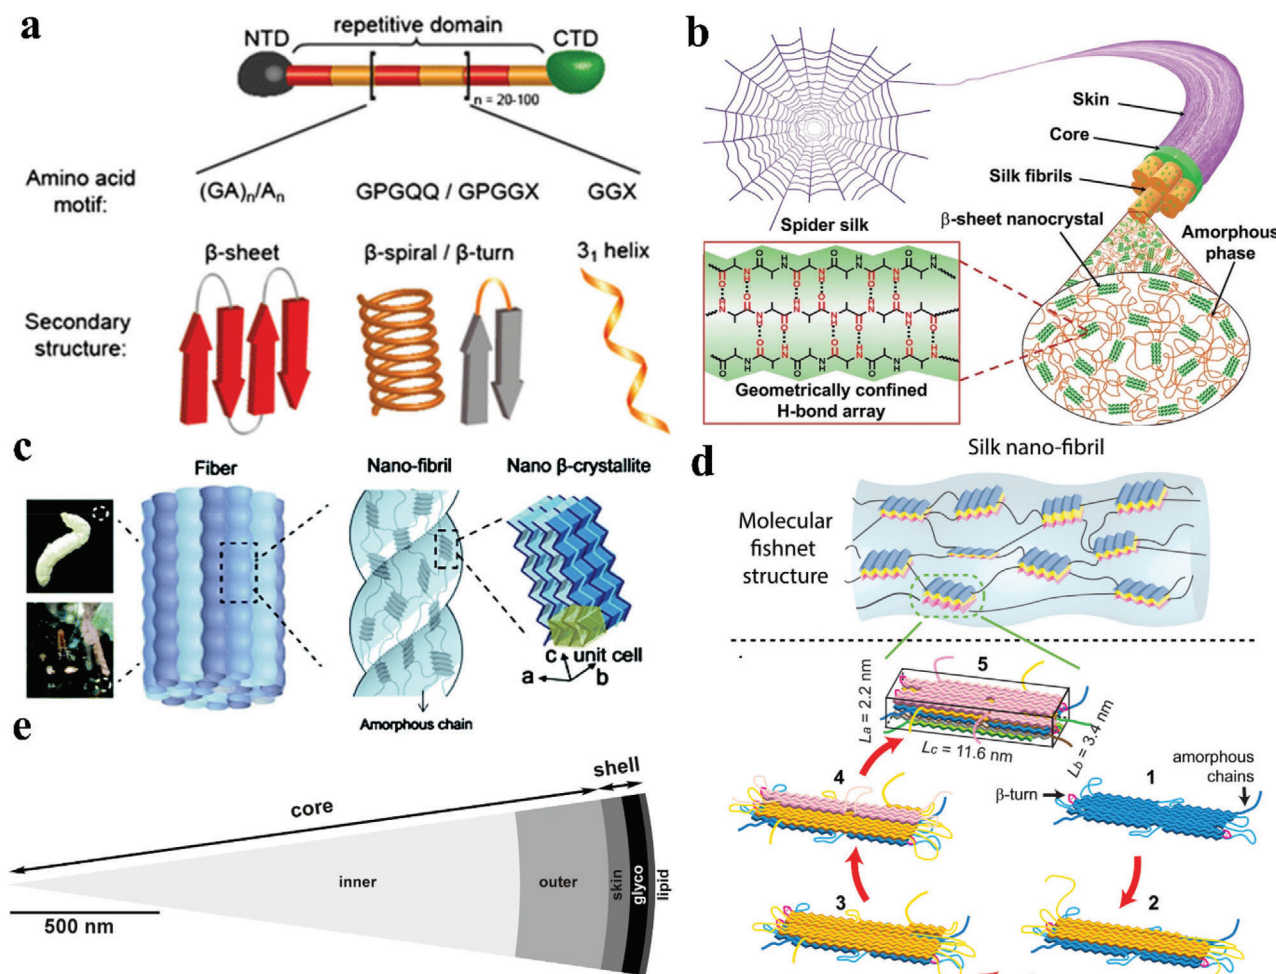 a
NTD
repetitive domain
CTD
n = 20-100
Amino acid
motif:
(GA)n/An
GPGQQ / GPGGX
GGX
β-sheet
β-spiral / β-turn
3₁ helix
Secondary
structure:
b
Skin
Core
Silk fibrils
β-sheet nanocrystal
Amorphous
phase
Spider silk
Geometrically confined
H-bond array
c
Fiber
Nano-fibril
Nano β-crystallite
c
unit cell
a
b
Amorphous chain
d
Silk nano-fibril
Molecular
fishnet
structure
5
La = 2.2 nm
Lc = 11.6 nm
Lb = 3.4 nm
4
1
amorphous
chains
β-turn
3
2
e
core
shell
inner
outer
skin
glyco
lipid
500 nm